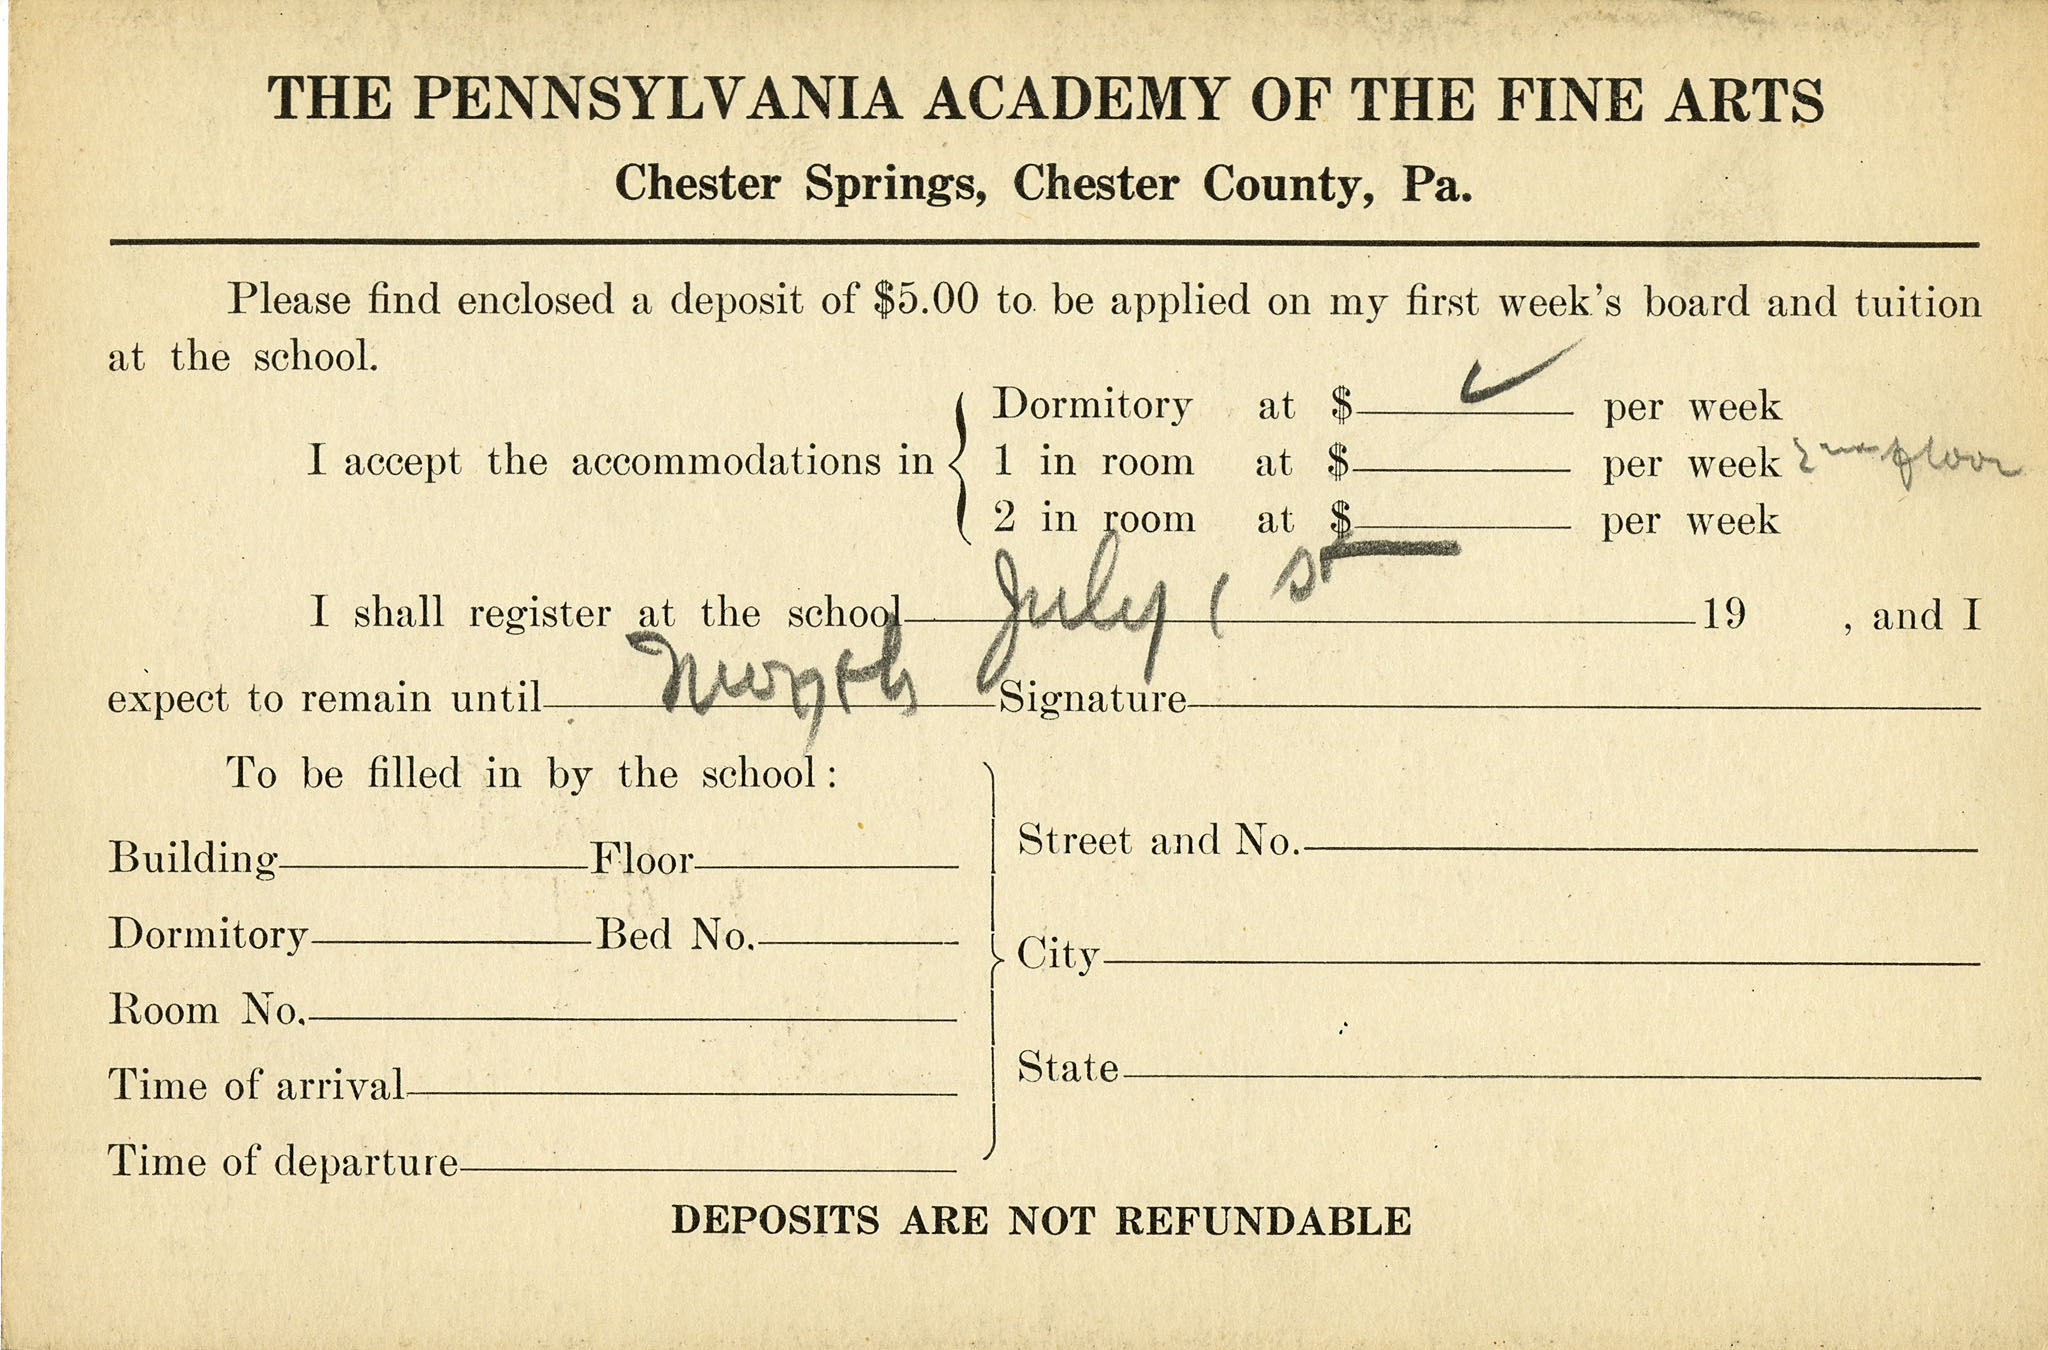 THE PENNSYLVANIA ACADEMY OF THE FINE ARTS
Chester Springs, Chester County, Pa.
Please find enclosed a deposit of $5.00 to be applied on my first week's board and tuition
at the school.
Dormitory at $ ✓ per week
I accept the accommodations in { 1 in room at $ per week 2nd floor
2 in room at $ per week
I shall register at the school July 1st 19 , and I
expect to remain until Month Signature
To be filled in by the school:
Building Floor
Street and No.
Dormitory Bed No.
City
Room No.
State
Time of arrival
Time of departure
DEPOSITS ARE NOT REFUNDABLE